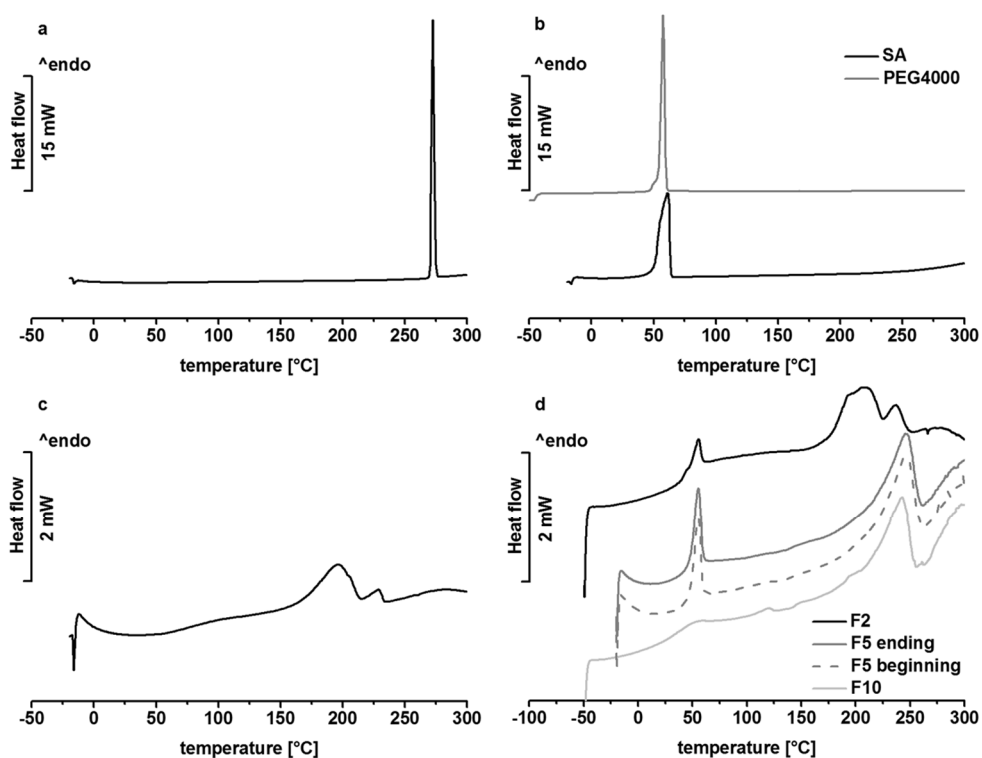 a
^endo
Heat flow
15 mW
-50 0 50 100 150 200 250 300
temperature [°C]
b
^endo
Heat flow
15 mW
SA
PEG4000
-50 0 50 100 150 200 250 300
temperature [°C]
c
^endo
Heat flow
2 mW
-50 0 50 100 150 200 250 300
temperature [°C]
d
^endo
Heat flow
2 mW
F2
F5 ending
F5 beginning
F10
-100 -50 0 50 100 150 200 250 300
temperature [°C]